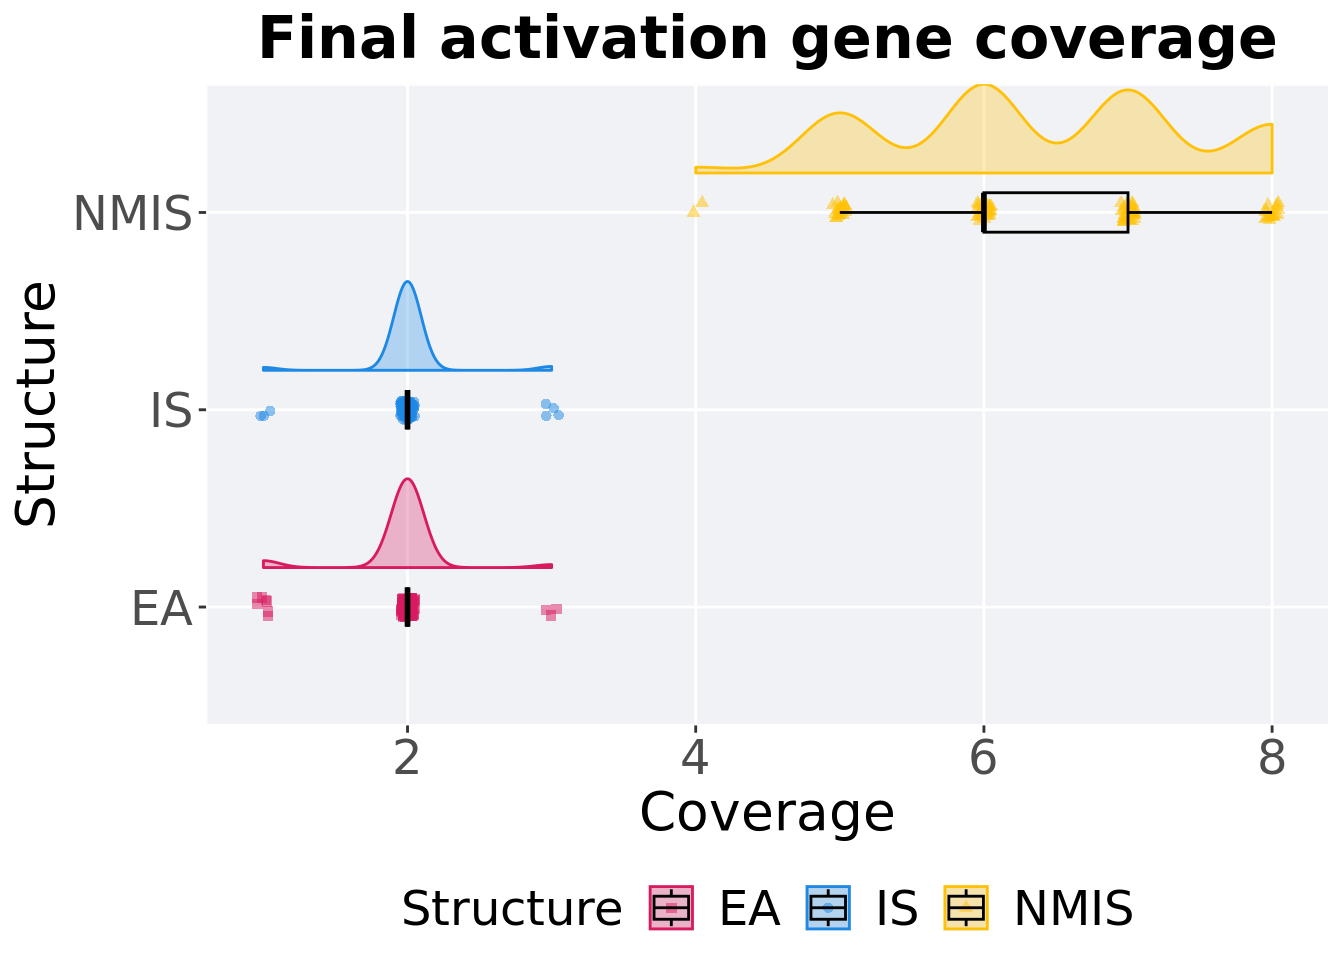 Final activation gene coverage
Structure
NMIS
IS
EA
2 4 6 8
Coverage
Structure EA IS NMIS